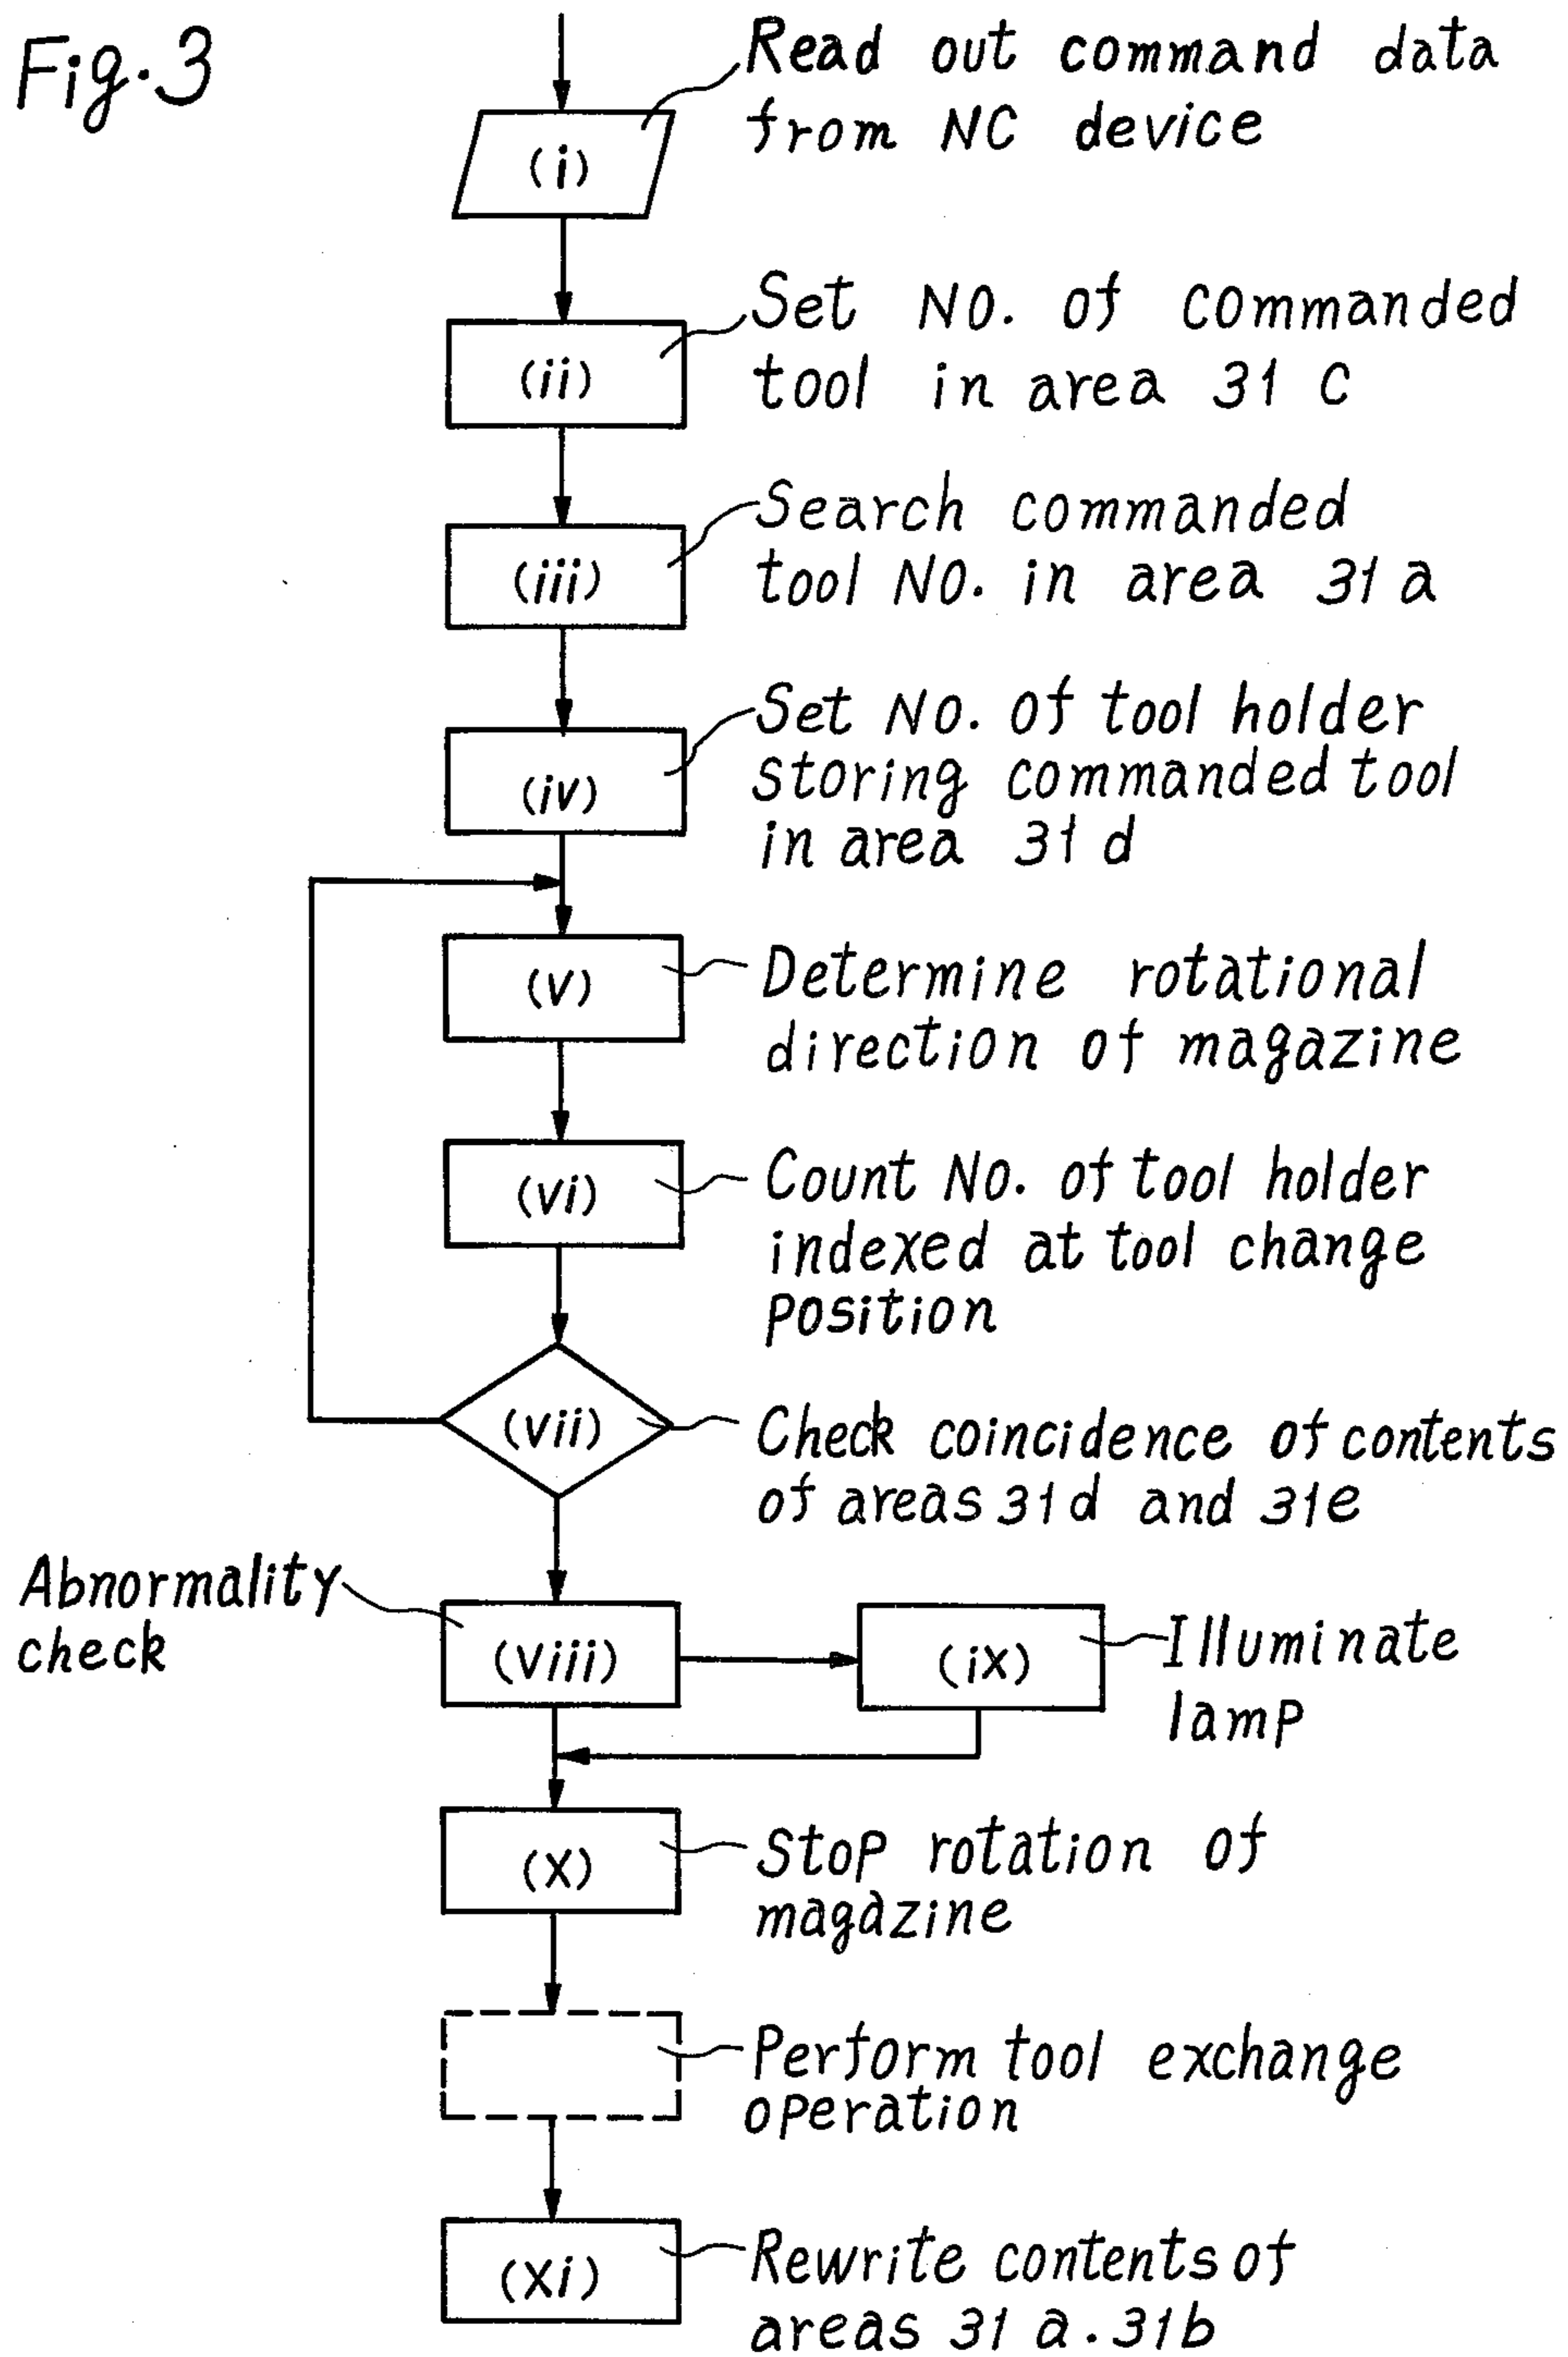 Fig.3
Read out command data
from NC device
(i)
Set NO. of commanded
tool in area 31 c
(ii)
Search commanded
tool NO. in area 31 a
(iii)
Set No. of tool holder
storing commanded tool
in area 31 d
(iv)
(v)
Determine rotational
direction of magazine
(vi)
Count No. of tool holder
indexed at tool change
position
(vii)
Check coincidence of contents
of areas 31d and 31e
Abnormality
check
(viii)
(ix)
Illuminate
lamp
(x)
Stop rotation of
magazine
Perform tool exchange
operation
(xi)
Rewrite contents of
areas 31 a . 31b